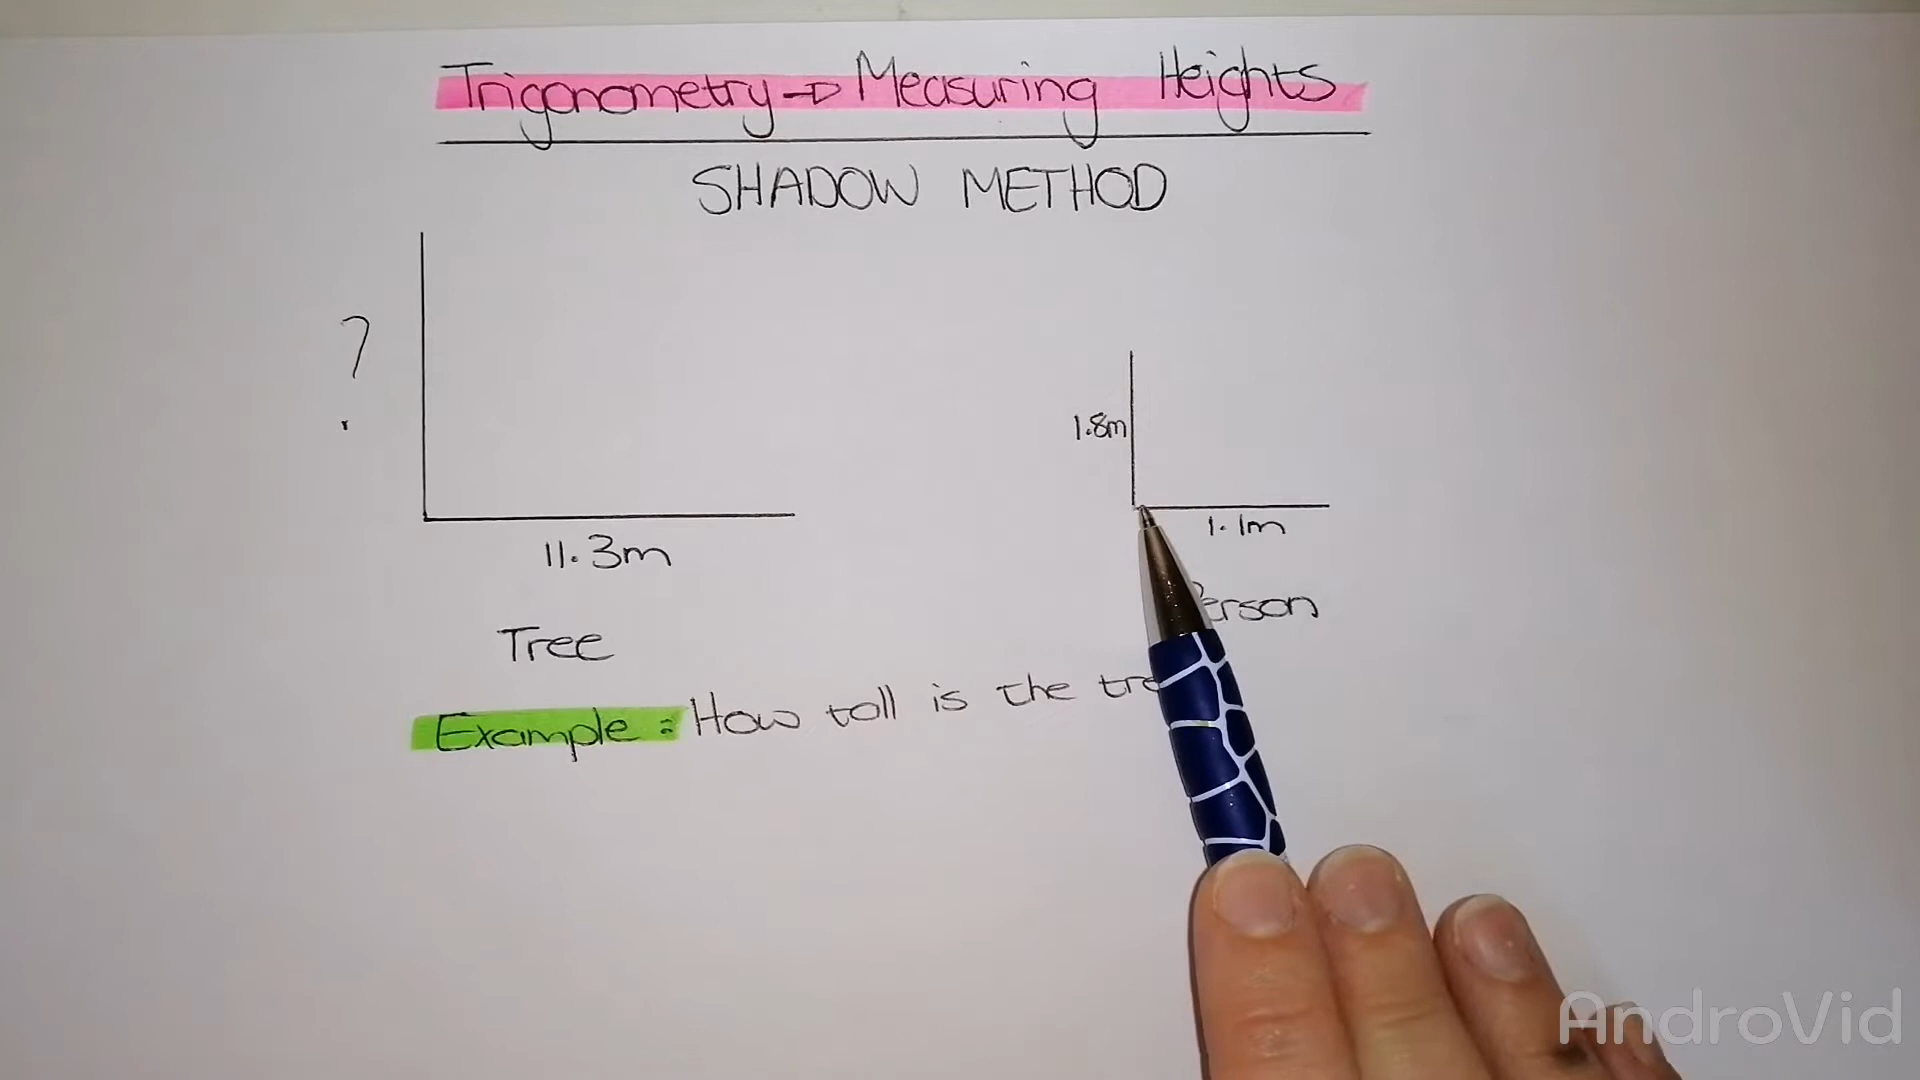 Trigonometry → Measuring Heights
SHADOW METHOD
?
1.8m
11.3m
1.1m
Tree
Example: How tall is the
AndroVid